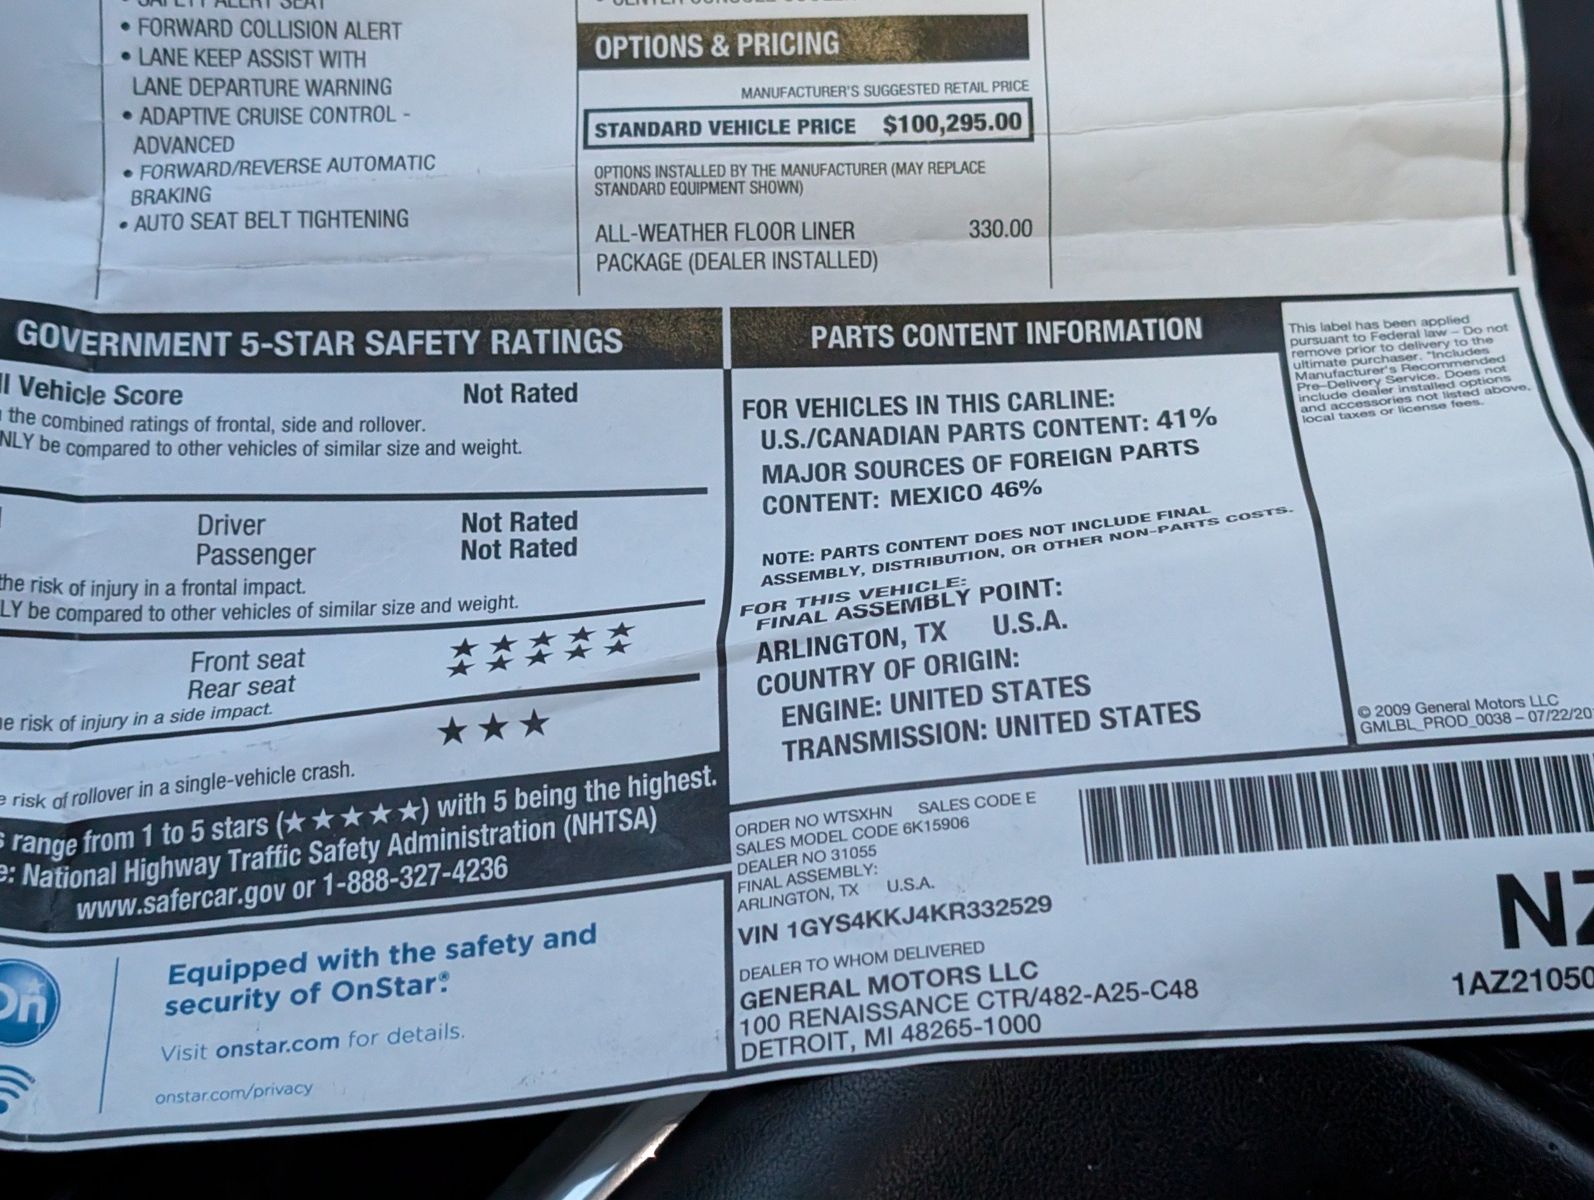 SAFETY ALERT SEAT
• FORWARD COLLISION ALERT
• LANE KEEP ASSIST WITH
LANE DEPARTURE WARNING
• ADAPTIVE CRUISE CONTROL -
ADVANCED
• FORWARD/REVERSE AUTOMATIC
BRAKING
• AUTO SEAT BELT TIGHTENING
OPTIONS & PRICING
MANUFACTURER'S SUGGESTED RETAIL PRICE
STANDARD VEHICLE PRICE $100,295.00
OPTIONS INSTALLED BY THE MANUFACTURER (MAY REPLACE
STANDARD EQUIPMENT SHOWN)
ALL-WEATHER FLOOR LINER 330.00
PACKAGE (DEALER INSTALLED)
GOVERNMENT 5-STAR SAFETY RATINGS
ll Vehicle Score Not Rated
the combined ratings of frontal, side and rollover.
NLY be compared to other vehicles of similar size and weight.
Driver Not Rated
Passenger Not Rated
the risk of injury in a frontal impact.
LY be compared to other vehicles of similar size and weight.
Front seat ★★★★★
Rear seat ★★★★★
e risk of injury in a side impact.
★★★
e risk of rollover in a single-vehicle crash.
s range from 1 to 5 stars (★★★★★) with 5 being the highest.
e: National Highway Traffic Safety Administration (NHTSA)
www.safercar.gov or 1-888-327-4236
On
Equipped with the safety and
security of OnStar®.
Visit onstar.com for details.
onstar.com/privacy
PARTS CONTENT INFORMATION
FOR VEHICLES IN THIS CARLINE:
U.S./CANADIAN PARTS CONTENT: 41%
MAJOR SOURCES OF FOREIGN PARTS
CONTENT: MEXICO 46%
NOTE: PARTS CONTENT DOES NOT INCLUDE FINAL
ASSEMBLY, DISTRIBUTION, OR OTHER NON-PARTS COSTS.
FOR THIS VEHICLE:
FINAL ASSEMBLY POINT:
ARLINGTON, TX U.S.A.
COUNTRY OF ORIGIN:
ENGINE: UNITED STATES
TRANSMISSION: UNITED STATES
This label has been applied
pursuant to Federal law – Do not
remove prior to delivery to the
ultimate purchaser. *Includes
Manufacturer's Recommended
Pre-Delivery Service. Does not
include dealer installed options
and accessories not listed above,
local taxes or license fees.
© 2009 General Motors LLC
GMLBL_PROD_0038 – 07/22/20
ORDER NO WTSXHN SALES CODE E
SALES MODEL CODE 6K15906
DEALER NO 31055
FINAL ASSEMBLY:
ARLINGTON, TX U.S.A.
VIN 1GYS4KKJ4KR332529
DEALER TO WHOM DELIVERED
GENERAL MOTORS LLC
100 RENAISSANCE CTR/482-A25-C48
DETROIT, MI 48265-1000
NZ
1AZ21050